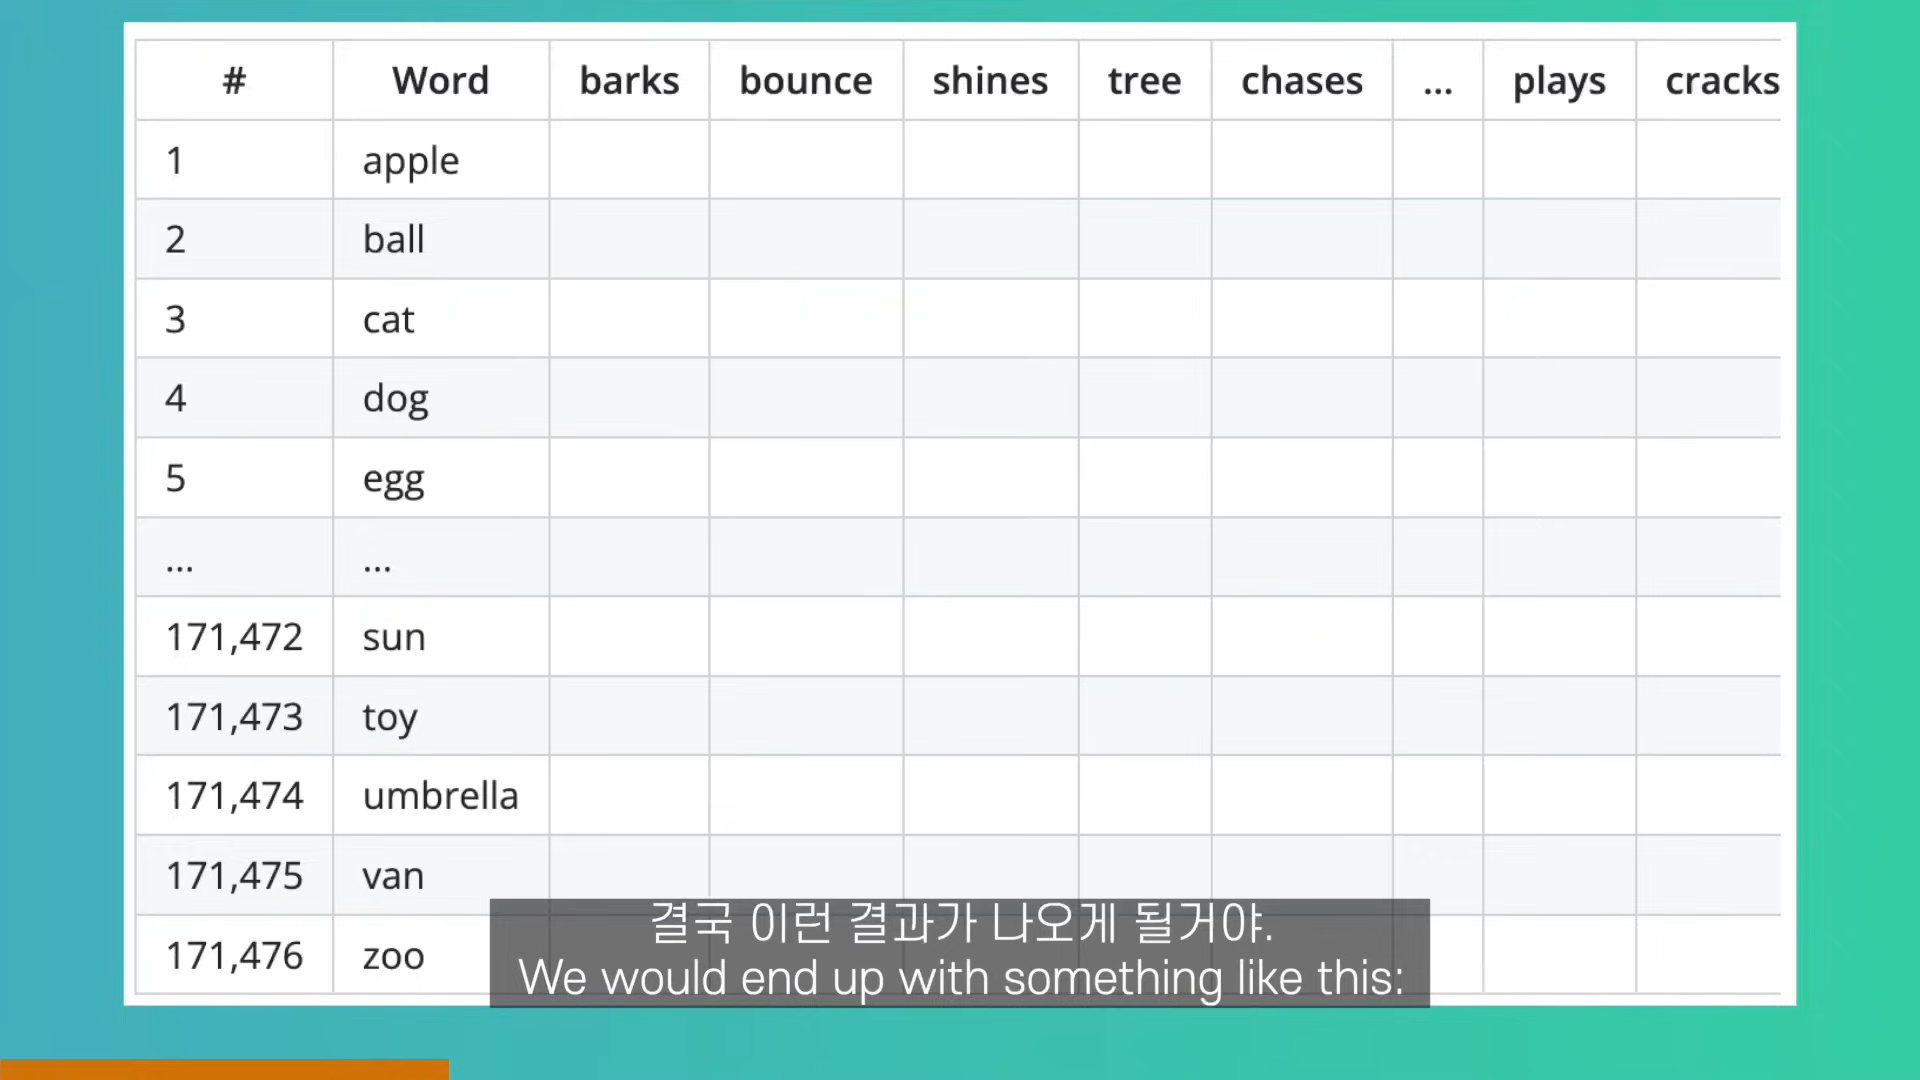 # Word barks bounce shines tree chases ... plays cracks
1 apple
2 ball
3 cat
4 dog
5 egg
... ...
171,472 sun
171,473 toy
171,474 umbrella
171,475 van
171,476 zoo
결국 이런 결과가 나오게 될거야.
We would end up with something like this: